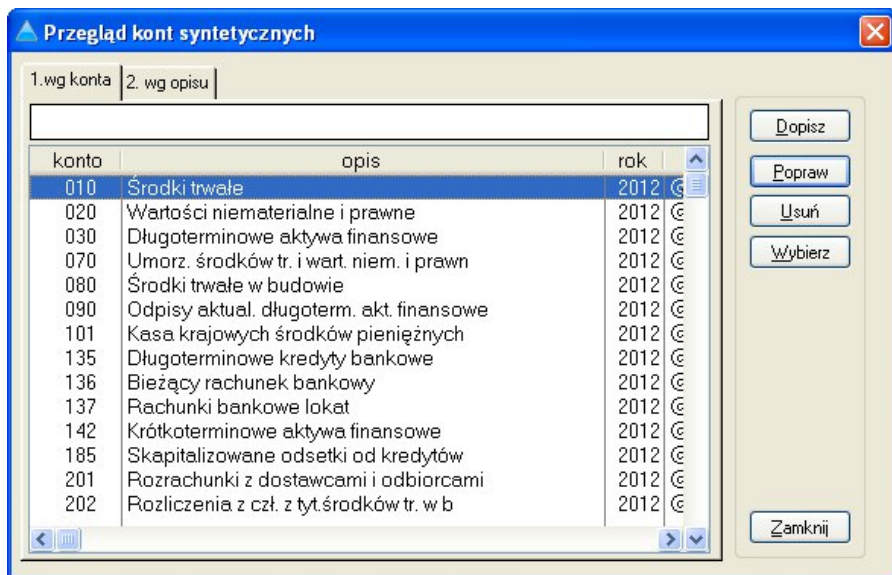 Przegląd kont syntetycznych
1.wg konta 2. wg opisu
konto opis rok
010 Środki trwałe 2012
020 Wartości niematerialne i prawne 2012
030 Długoterminowe aktywa finansowe 2012
070 Umorz. środków tr. i wart. niem. i prawn 2012
080 Środki trwałe w budowie 2012
090 Odpisy aktual. długoterm. akt. finansowe 2012
101 Kasa krajowych środków pieniężnych 2012
135 Długoterminowe kredyty bankowe 2012
136 Bieżący rachunek bankowy 2012
137 Rachunki bankowe lokat 2012
142 Krótkoterminowe aktywa finansowe 2012
185 Skapitalizowane odsetki od kredytów 2012
201 Rozrachunki z dostawcami i odbiorcami 2012
202 Rozliczenia z czł. z tyt.środków tr. w b 2012
Dopisz
Popraw
Usuń
Wybierz
Zamknij